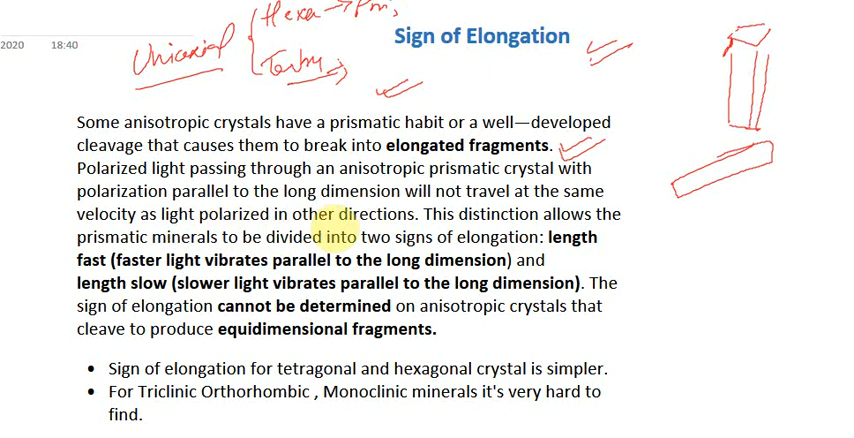 Hexa → Pri,
2020 18:40
Sign of Elongation
Uniaxial
Some anisotropic crystals have a prismatic habit or a well—developed
cleavage that causes them to break into elongated fragments.
Polarized light passing through an anisotropic prismatic crystal with
polarization parallel to the long dimension will not travel at the same
velocity as light polarized in other directions. This distinction allows the
prismatic minerals to be divided into two signs of elongation: length
fast (faster light vibrates parallel to the long dimension) and
length slow (slower light vibrates parallel to the long dimension). The
sign of elongation cannot be determined on anisotropic crystals that
cleave to produce equidimensional fragments.
• Sign of elongation for tetragonal and hexagonal crystal is simpler.
• For Triclinic Orthorhombic , Monoclinic minerals it's very hard to
find.